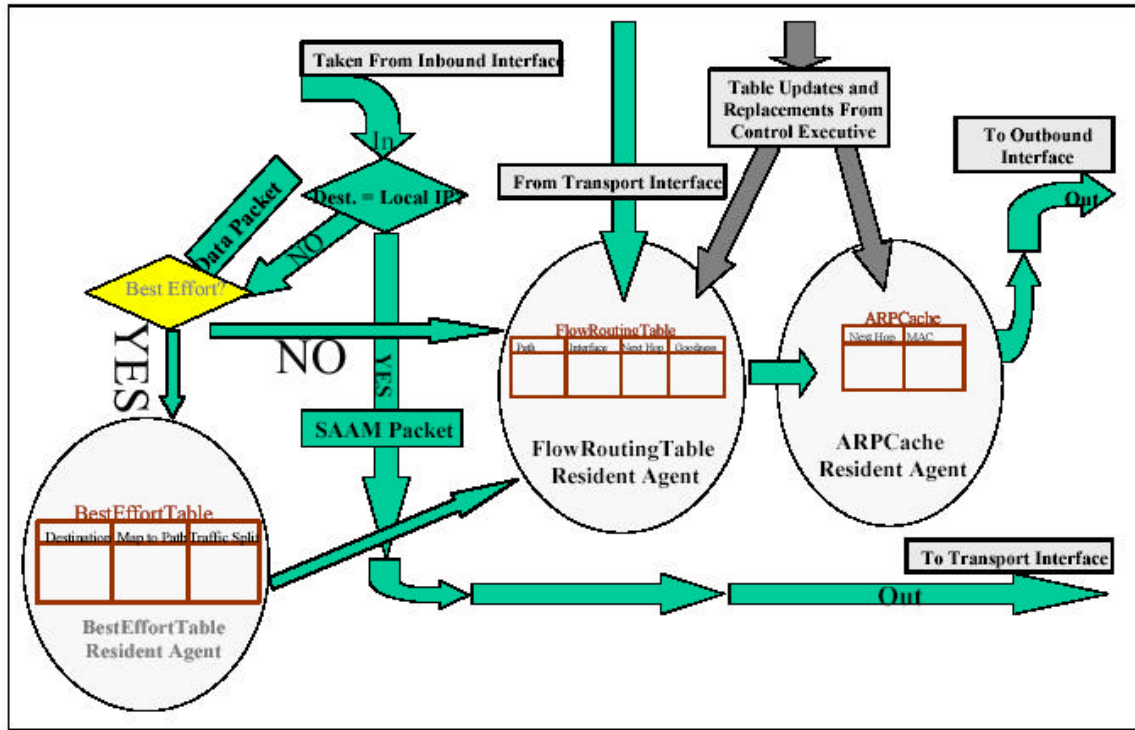 Taken From Inbound Interface
In
Dest. = Local IP?
Data Packet
NO
Best Effort?
YES
NO
YES
SAAM Packet
From Transport Interface
Table Updates and
Replacements From
Control Executive
To Outbound
Interface
Out
FlowRoutingTable
Path Interface Next Hop Goodness
FlowRoutingTable
Resident Agent
ARPCache
Next Hop MAC
ARPCache
Resident Agent
BestEffortTable
Destination Map to Path Traffic Split
BestEffortTable
Resident Agent
To Transport Interface
Out